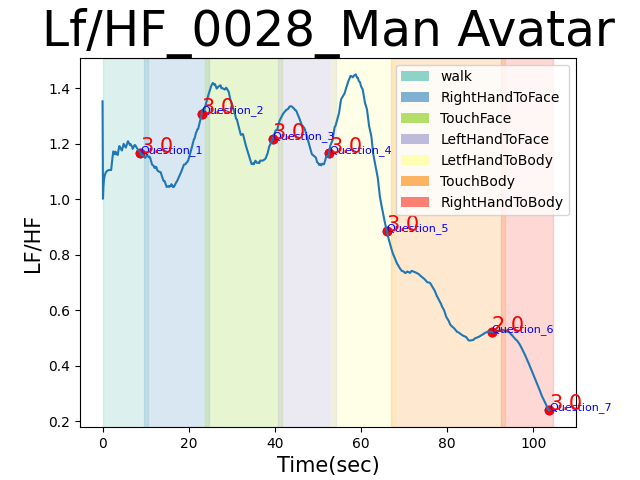 Lf/HF_0028_Man Avatar
LF/HF
1.4
1.2
1.0
0.8
0.6
0.4
0.2
0
20
40
60
80
100
Time(sec)
walk
RightHandToFace
TouchFace
LeftHandToFace
LetfHandToBody
TouchBody
RightHandToBody
3.0
Question_1
3.0
Question_2
3.0
Question_3
3.0
Question_4
3.0
Question_5
2.0
Question_6
3.0
Question_7